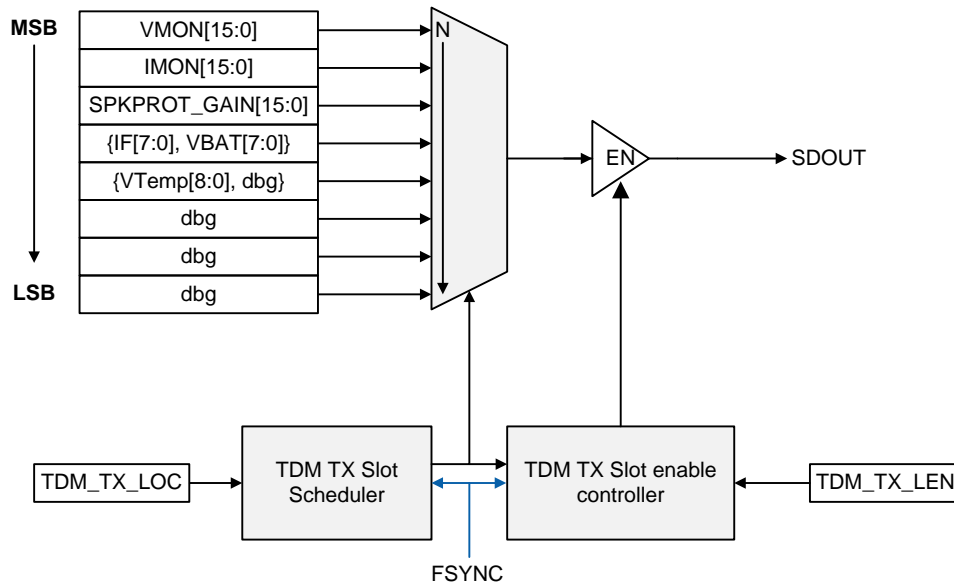 MSB
VMON[15:0]
N
IMON[15:0]
SPKPROT_GAIN[15:0]
{IF[7:0], VBAT[7:0]}
EN
SDOUT
{VTemp[8:0], dbg}
dbg
dbg
LSB
dbg
TDM_TX_LOC
TDM TX Slot
Scheduler
TDM TX Slot enable
controller
TDM_TX_LEN
FSYNC